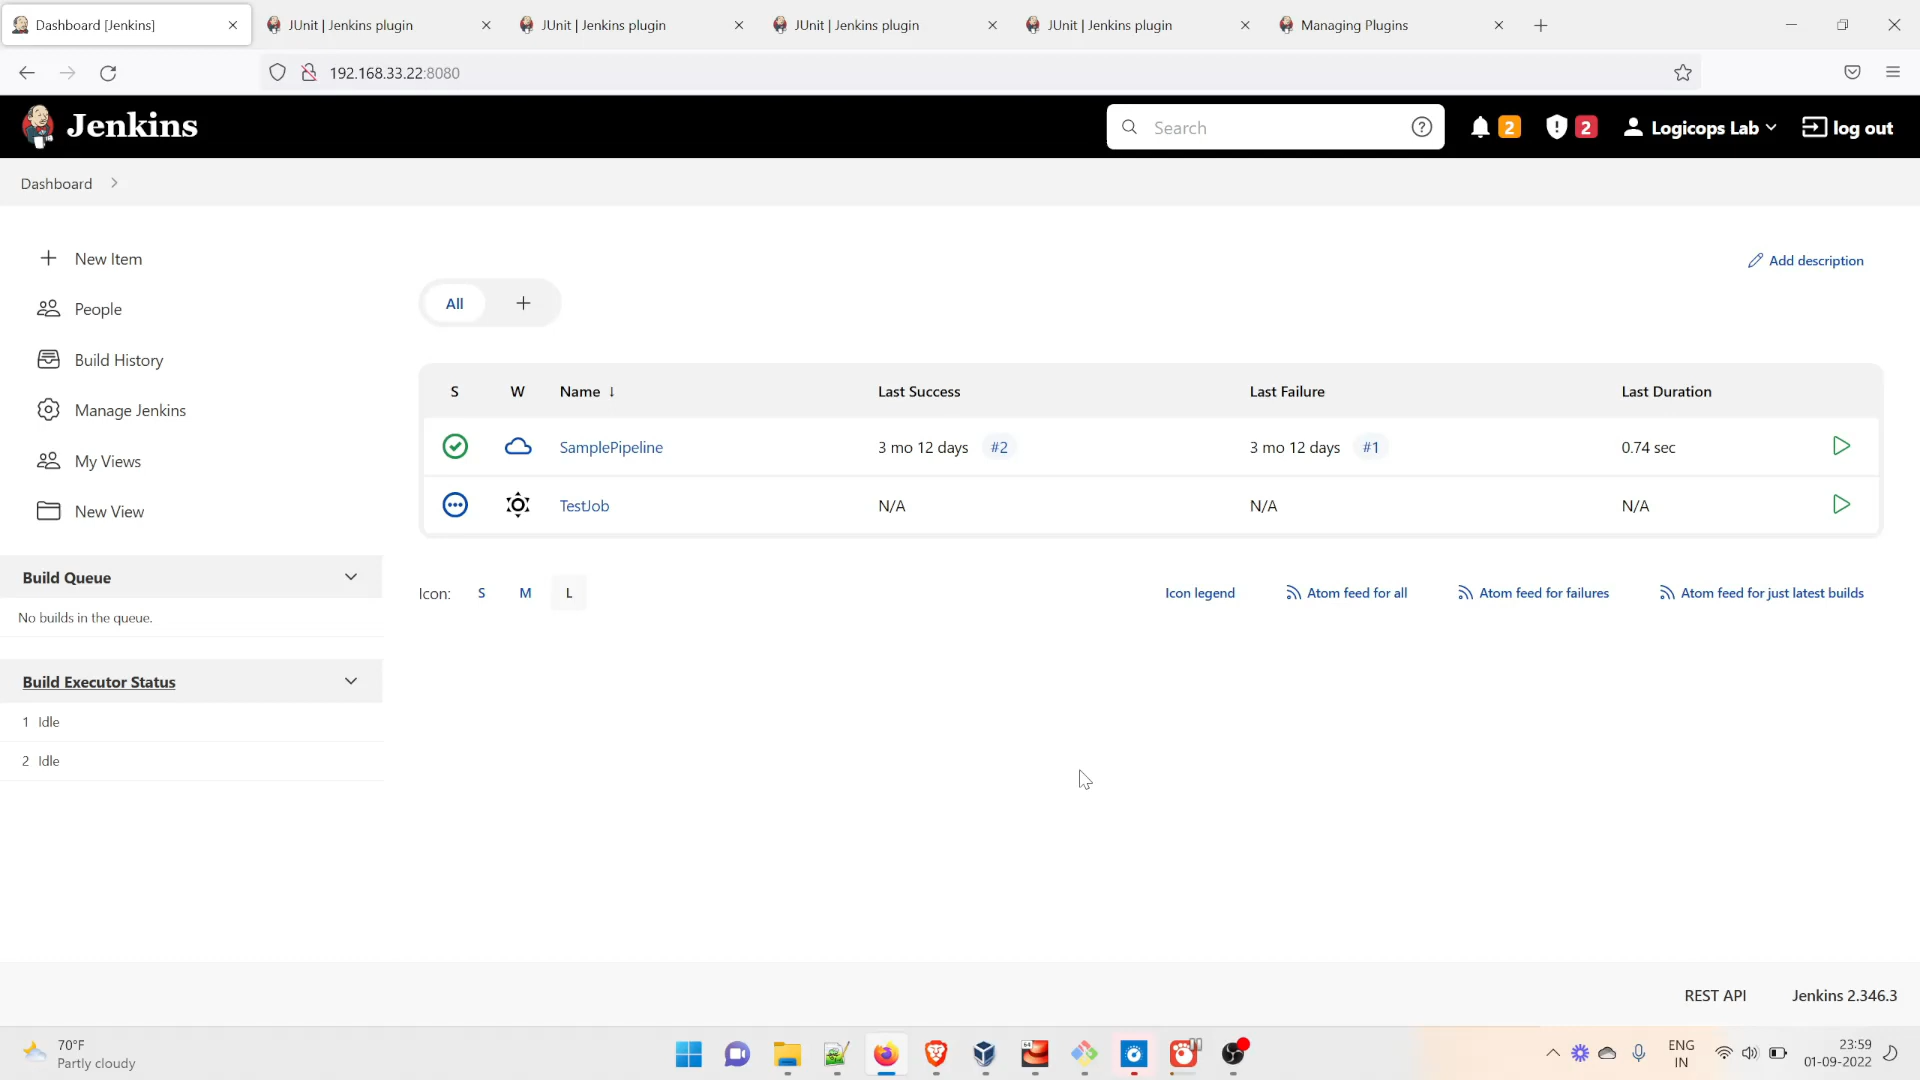 Dashboard [Jenkins]
JUnit | Jenkins plugin
JUnit | Jenkins plugin
JUnit | Jenkins plugin
JUnit | Jenkins plugin
Managing Plugins
192.168.33.22:8080
Jenkins
Search
2
2
Logicops Lab
log out
Dashboard
New Item
People
Build History
Manage Jenkins
My Views
New View
Build Queue
No builds in the queue.
Build Executor Status
1 Idle
2 Idle
Add description
All
S W Name ↓ Last Success Last Failure Last Duration
SamplePipeline 3 mo 12 days #2 3 mo 12 days #1 0.74 sec
TestJob N/A N/A N/A
Icon: S M L
Icon legend
Atom feed for all
Atom feed for failures
Atom feed for just latest builds
REST API
Jenkins 2.346.3
70°F
Partly cloudy
64
ENG
IN
23:59
01-09-2022